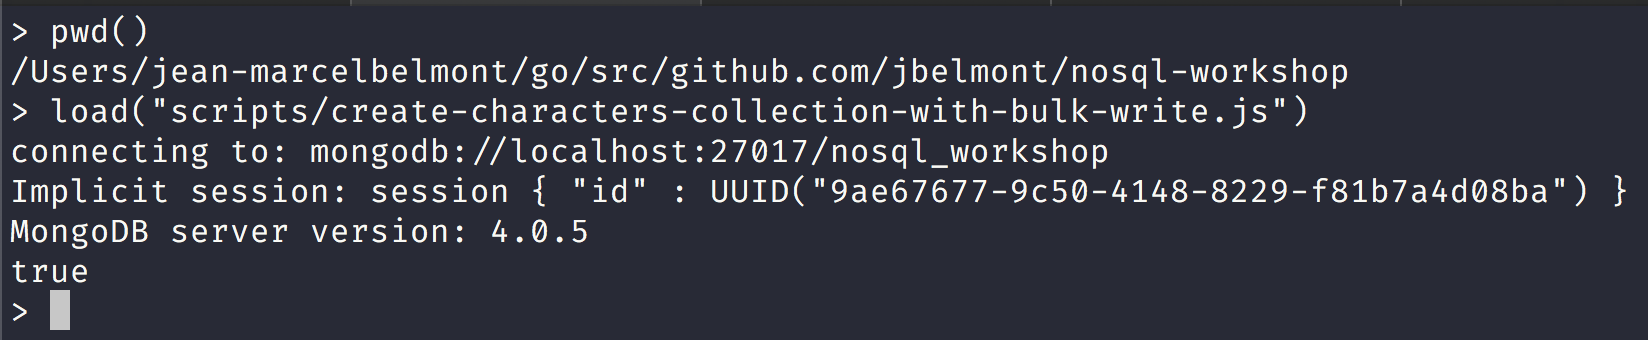 > pwd()
/Users/jean-marcelbelmont/go/src/github.com/jbelmont/nosql-workshop
> load("scripts/create-characters-collection-with-bulk-write.js")
connecting to: mongodb://localhost:27017/nosql_workshop
Implicit session: session { "id" : UUID("9ae67677-9c50-4148-8229-f81b7a4d08ba") }
MongoDB server version: 4.0.5
true
>